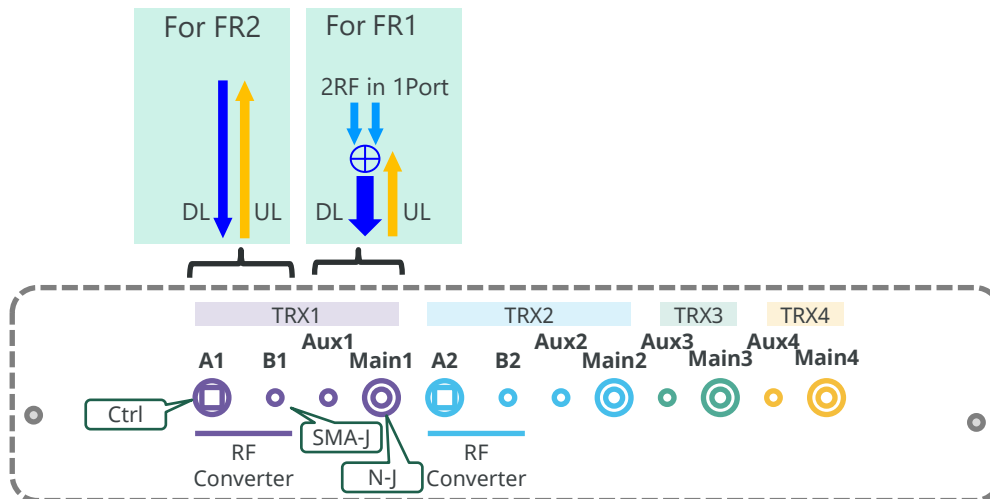 For FR2
For FR1
2RF in 1Port
DL
UL
DL
UL
TRX1
TRX2
TRX3
TRX4
Aux1
Aux2
Aux3
Aux4
A1
B1
Main1
A2
B2
Main2
Main3
Main4
Ctrl
SMA-J
N-J
RF
Converter
RF
Converter